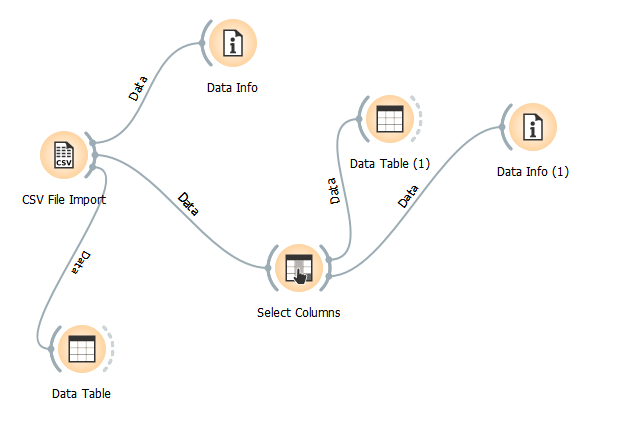 Data Info
Data
CSV
CSV File Import
Data
Data
Data Table
Select Columns
Data
Data
Data Table (1)
Data Info (1)